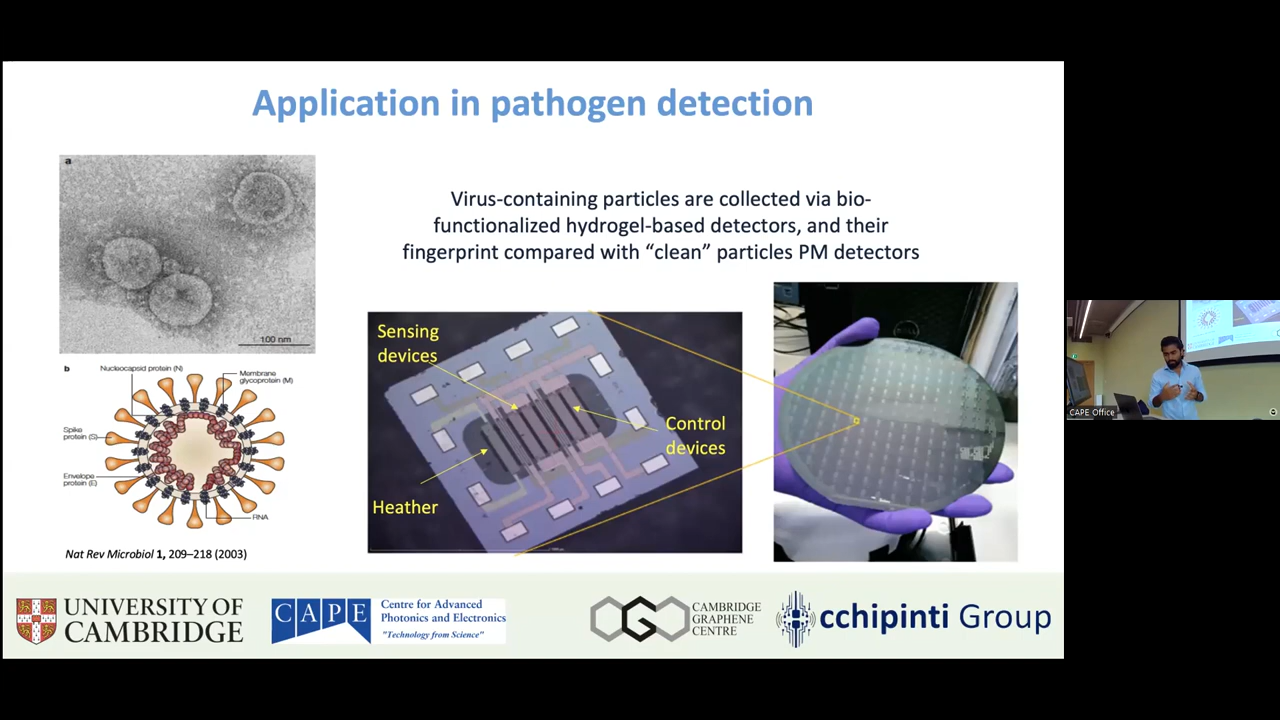 Application in pathogen detection
a
100 nm
Virus-containing particles are collected via bio-
functionalized hydrogel-based detectors, and their
fingerprint compared with “clean” particles PM detectors
b
Nucleocapsid protein (N)
Membrane
glycoprotein (M)
Spike
protein (S)
Envelope
protein (E)
RNA
Nat Rev Microbiol 1, 209–218 (2003)
Sensing
devices
Control
devices
Heather
CAPE Office
UNIVERSITY OF
CAMBRIDGE
CAPE
Centre for Advanced
Photonics and Electronics
"Technology from Science"
CAMBRIDGE
GRAPHENE
CENTRE
cchipinti Group